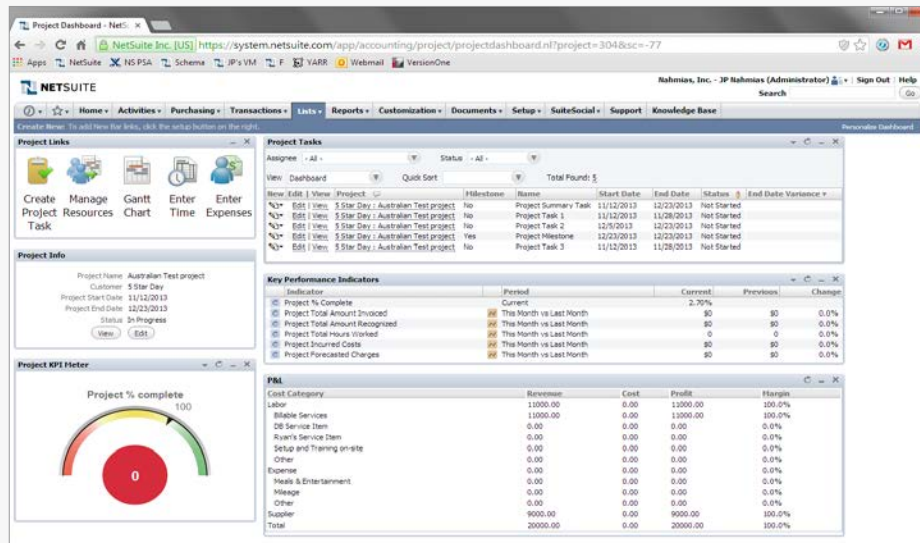 Project Dashboard - NetS
NetSuite Inc. [US] https://system.netsuite.com/app/accounting/project/projectdashboard.nl?project=304&sc=-77
Apps NetSuite NS PSA Schema JP's VM F YARR Webmail VersionOne
NETSUITE
Nahmias, Inc. - JP Nahmias (Administrator) Sign Out Help
Search Go
Home Activities Purchasing Transactions Lists Reports Customization Documents Setup SuiteSocial Support Knowledge Base
Create New: To add New Bar links, click the setup button on the right. Personalize Dashboard
Project Links
Create Project Task
Manage Resources
Gantt Chart
Enter Time
Enter Expenses
Project Info
Project Name Australian Test project
Customer 5 Star Day
Project Start Date 11/12/2013
Project End Date 12/23/2013
Status In Progress
View Edit
Project KPI Meter
Project % complete
100
0
Project Tasks
Assignee - All - Status - All -
View Dashboard Quick Sort Total Found: 5
New Edit | View Project Milestone Name Start Date End Date Status End Date Variance
Edit | View 5 Star Day : Australian Test project No Project Summary Task 11/12/2013 12/23/2013 Not Started
Edit | View 5 Star Day : Australian Test project No Project Task 1 11/12/2013 11/28/2013 Not Started
Edit | View 5 Star Day : Australian Test project No Project Task 2 12/5/2013 12/23/2013 Not Started
Edit | View 5 Star Day : Australian Test project Yes Project Milestone 12/23/2013 12/23/2013 Not Started
Edit | View 5 Star Day : Australian Test project No Project Task 3 11/12/2013 11/28/2013 Not Started
Key Performance Indicators
Indicator Period Current Previous Change
Project % Complete Current 2.70%
Project Total Amount Invoiced This Month vs Last Month $0 $0 0.0%
Project Total Amount Recognized This Month vs Last Month $0 $0 0.0%
Project Total Hours Worked This Month vs Last Month 0 0 0.0%
Project Incurred Costs This Month vs Last Month $0 $0 0.0%
Project Forecasted Charges This Month vs Last Month $0 $0 0.0%
P&L
Cost Category Revenue Cost Profit Margin
Labor 11000.00 0.00 11000.00 100.0%
Billable Services 11000.00 0.00 11000.00 100.0%
DB Service Item 0.00 0.00 0.00 0.0%
Ryan's Service Item 0.00 0.00 0.00 0.0%
Setup and Training on-site 0.00 0.00 0.00 0.0%
Other 0.00 0.00 0.00 0.0%
Expense 0.00 0.00 0.00 0.0%
Meals & Entertainment 0.00 0.00 0.00 0.0%
Mileage 0.00 0.00 0.00 0.0%
Other 0.00 0.00 0.00 0.0%
Supplier 9000.00 0.00 9000.00 100.0%
Total 20000.00 0.00 20000.00 100.0%